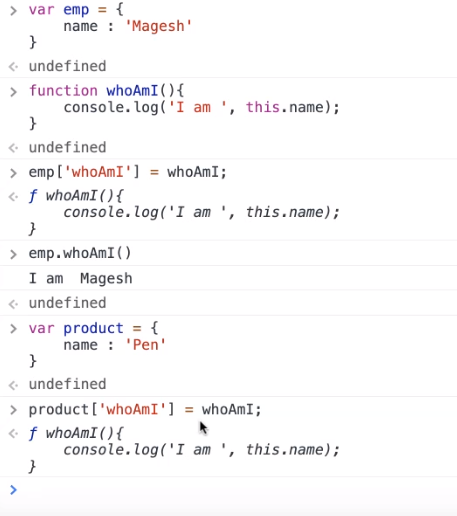 > var emp = {
name : 'Magesh'
}
<· undefined
> function whoAmI(){
console.log('I am ', this.name);
}
<· undefined
> emp['whoAmI'] = whoAmI;
<· ƒ whoAmI(){
console.log('I am ', this.name);
}
> emp.whoAmI()
I am  Magesh
<· undefined
> var product = {
name : 'Pen'
}
<· undefined
> product['whoAmI'] = whoAmI;
<· ƒ whoAmI(){
console.log('I am ', this.name);
}
>